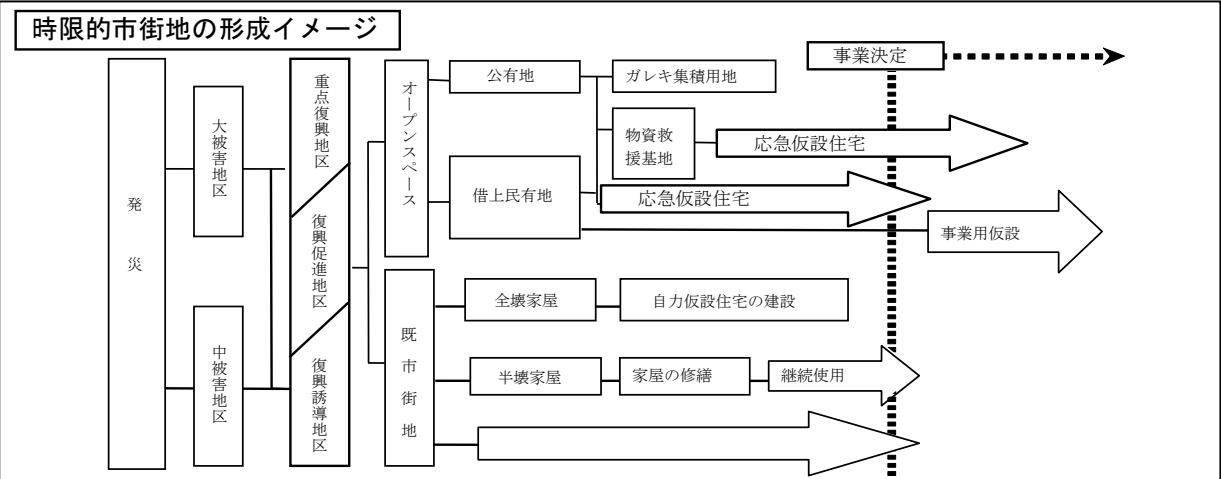 時限的市街地の形成イメージ
事業決定
発災
大被害地区
中被害地区
重点復興地区
復興促進地区
復興誘導地区
オープンスペース
既市街地
公有地
ガレキ集積用地
物資救
援基地
応急仮設住宅
借上民有地
応急仮設住宅
事業用仮設
全壊家屋
自力仮設住宅の建設
半壊家屋
家屋の修繕
継続使用